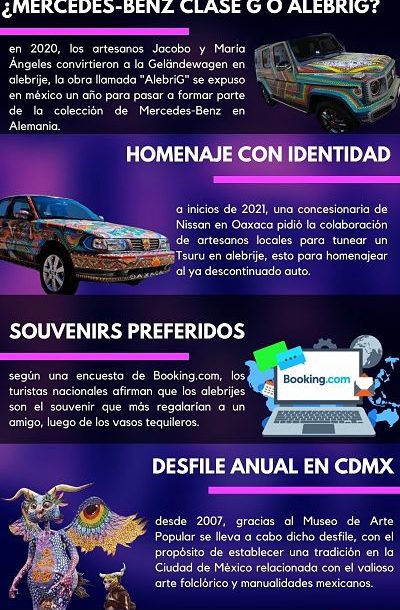 ¿MERCEDES-BENZ CLASE G O ALEBRIG?
en 2020, los artesanos Jacobo y María
Ángeles convirtieron a la Geländewagen en
alebrije, la obra llamada "AlebriG" se expuso
en méxico un año para pasar a formar parte
de la colección de Mercedes-Benz en
Alemania.
HOMENAJE CON IDENTIDAD
a inicios de 2021, una concesionaria de
Nissan en Oaxaca pidió la colaboración
de artesanos locales para tunear un
Tsuru en alebrije, esto para homenajear
al ya descontinuado auto.
SOUVENIRS PREFERIDOS
según una encuesta de Booking.com, los
turistas nacionales afirman que los alebrijes
son el souvenir que más regalarían a un
amigo, luego de los vasos tequileros.
Booking.com
DESFILE ANUAL EN CDMX
desde 2007, gracias al Museo de Arte
Popular se lleva a cabo dicho desfile, con el
propósito de establecer una tradición en la
Ciudad de México relacionada con el valioso
arte folclórico y manualidades mexicanos.